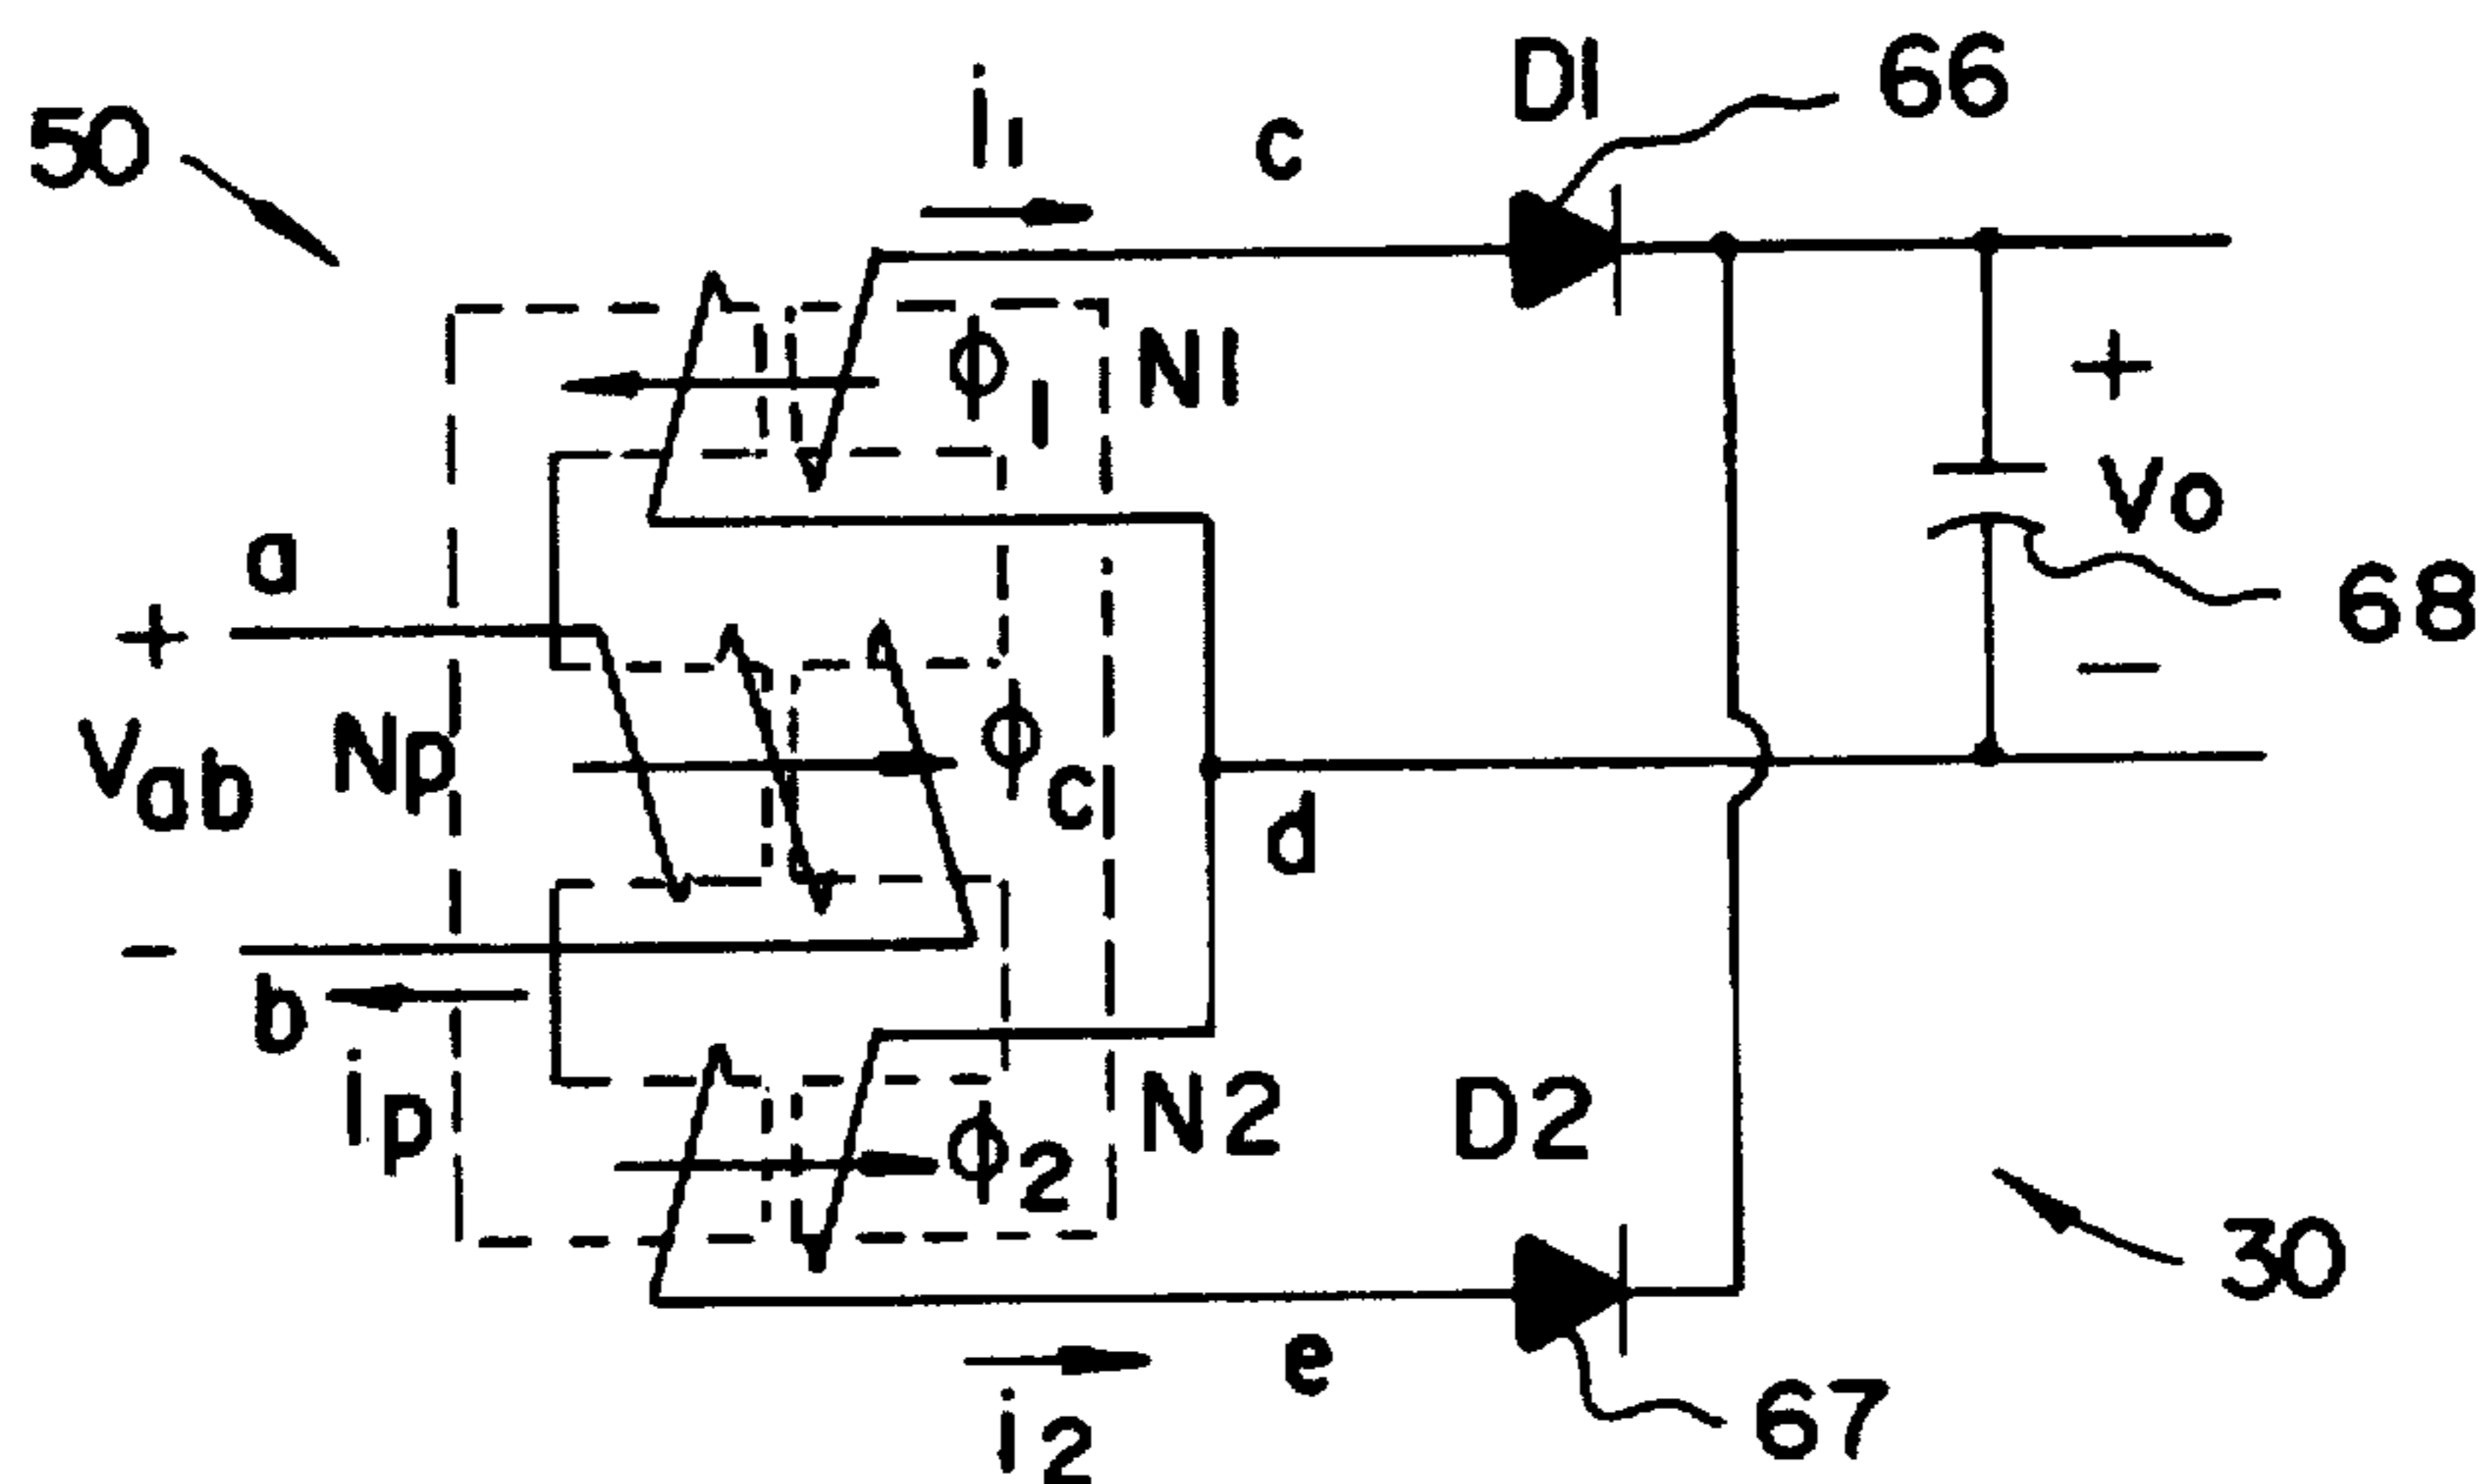 50
i1
c
D1
66
ϕ1
N1
+
Vo
68
−
a
+
Vab
Np
ϕc
d
−
b
ip
ϕ2
N2
D2
30
e
i2
67